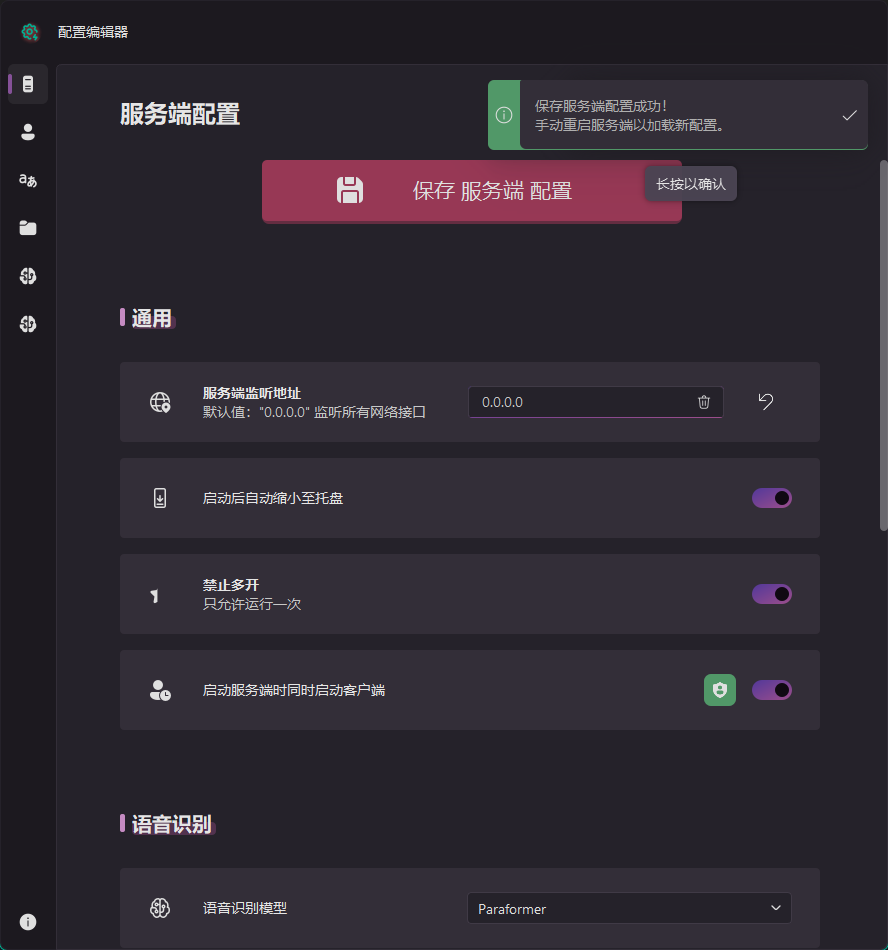 配置编辑器
服务端配置
保存服务端配置成功！
手动重启服务端以加载新配置。
保存 服务端 配置
长按以确认
通用
服务端监听地址
默认值："0.0.0.0" 监听所有网络接口
0.0.0.0
启动后自动缩小至托盘
禁止多开
只允许运行一次
启动服务端时同时启动客户端
语音识别
语音识别模型
Paraformer